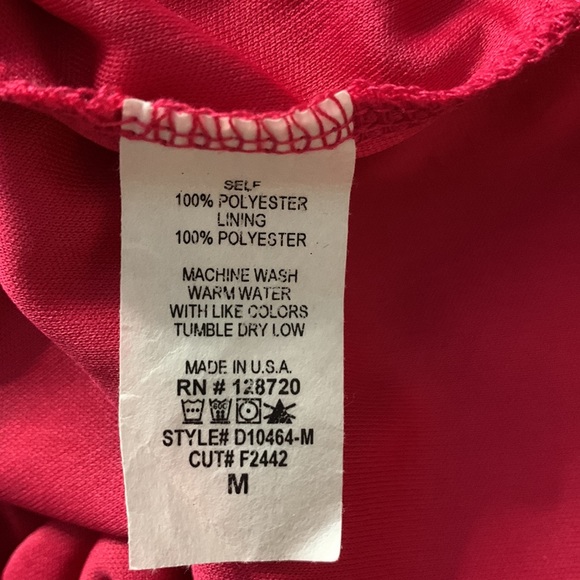 SELF
100% POLYESTER
LINING
100% POLYESTER
MACHINE WASH
WARM WATER
WITH LIKE COLORS
TUMBLE DRY LOW
MADE IN U.S.A.
RN # 128720
STYLE# D10464-M
CUT# F2442
M